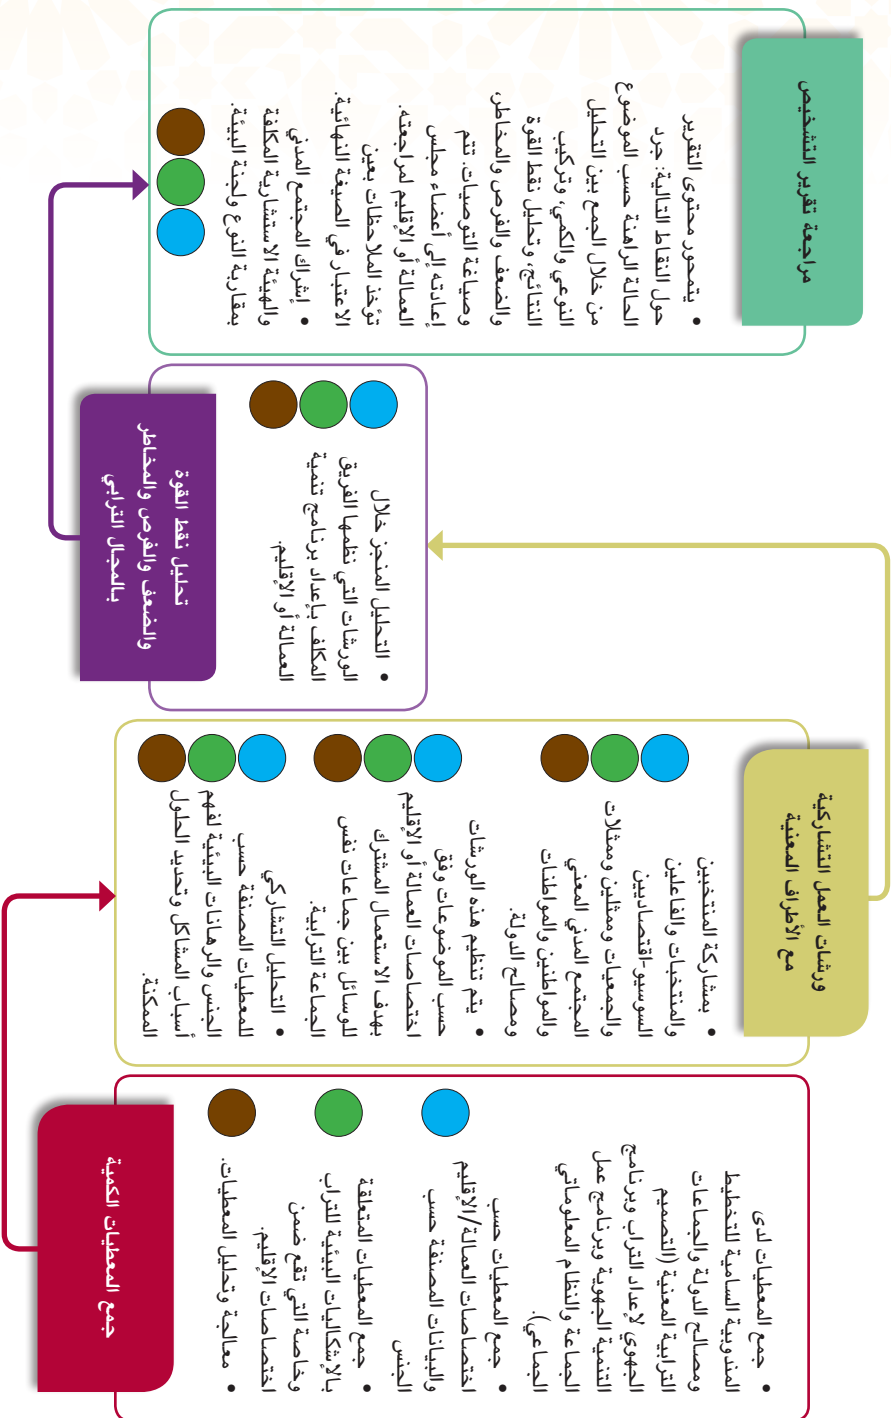 جمع المعطيات الكمية
• جمع المعطيات لدى
المندوبية السامية للتخطيط
ومصالح الدولة والجماعات
الترابية المعنية (التصميم
الجهوي لإعداد التراب وبرنامج
التنمية الجهوية وبرنامج عمل
الجماعة والنظام المعلوماتي
الجماعي).
• جمع المعطيات حسب
اختصاصات العمالة/الإقليم
والبيانات المصنفة حسب
الجنس
• جمع المعطيات المتعلقة
بالإشكاليات البيئية للتراب
وخاصة التي تقع ضمن
اختصاصات الإقليم.
• معالجة وتحليل المعطيات.
ورشات العمل التشاركية
مع الأطراف المعنية
• بمشاركة المنتخبين
والمنتخبات والفاعلين
السوسيو-اقتصاديين
والجمعيات وممثلين وممثلات
المجتمع المدني المعني
والمواطنين والمواطنات
ومصالح الدولة.
• يتم تنظيم هذه الورشات
حسب الموضوعات وفق
اختصاصات العمالة أو الإقليم
بهدف الاستعمال المشترك
للوسائل بين جماعات نفس
الجماعة الترابية.
• التحليل التشاركي
للمعطيات المصنفة حسب
الجنس والرهانات البيئية لفهم
أسباب المشاكل وتحديد الحلول
الممكنة.
تحليل نقط القوة
والضعف والفرص والمخاطر
بالمجال الترابي
• التحليل المنجز خلال
الورشات التي نظمها الفريق
المكلف بإعداد برنامج تنمية
العمالة أو الإقليم.
مراجعة تقرير التشخيص
• يتمحور محتوى التقرير
حول النقاط التالية: جرد
الحالة الراهنة حسب الموضوع
من خلال الجمع بين التحليل
النوعي والكمي، وتركيب
النتائج، وتحليل نقط القوة
والضعف والفرص والمخاطر،
وصياغة التوصيات. تتم
إعادته إلى أعضاء مجلس
العمالة أو الإقليم لمراجعته.
تؤخذ الملاحظات بعين
الاعتبار في الصيغة النهائية.
• إشراك المجتمع المدني
والهيئة الاستشارية المكلفة
بمقاربة النوع ولجنة البيئة.